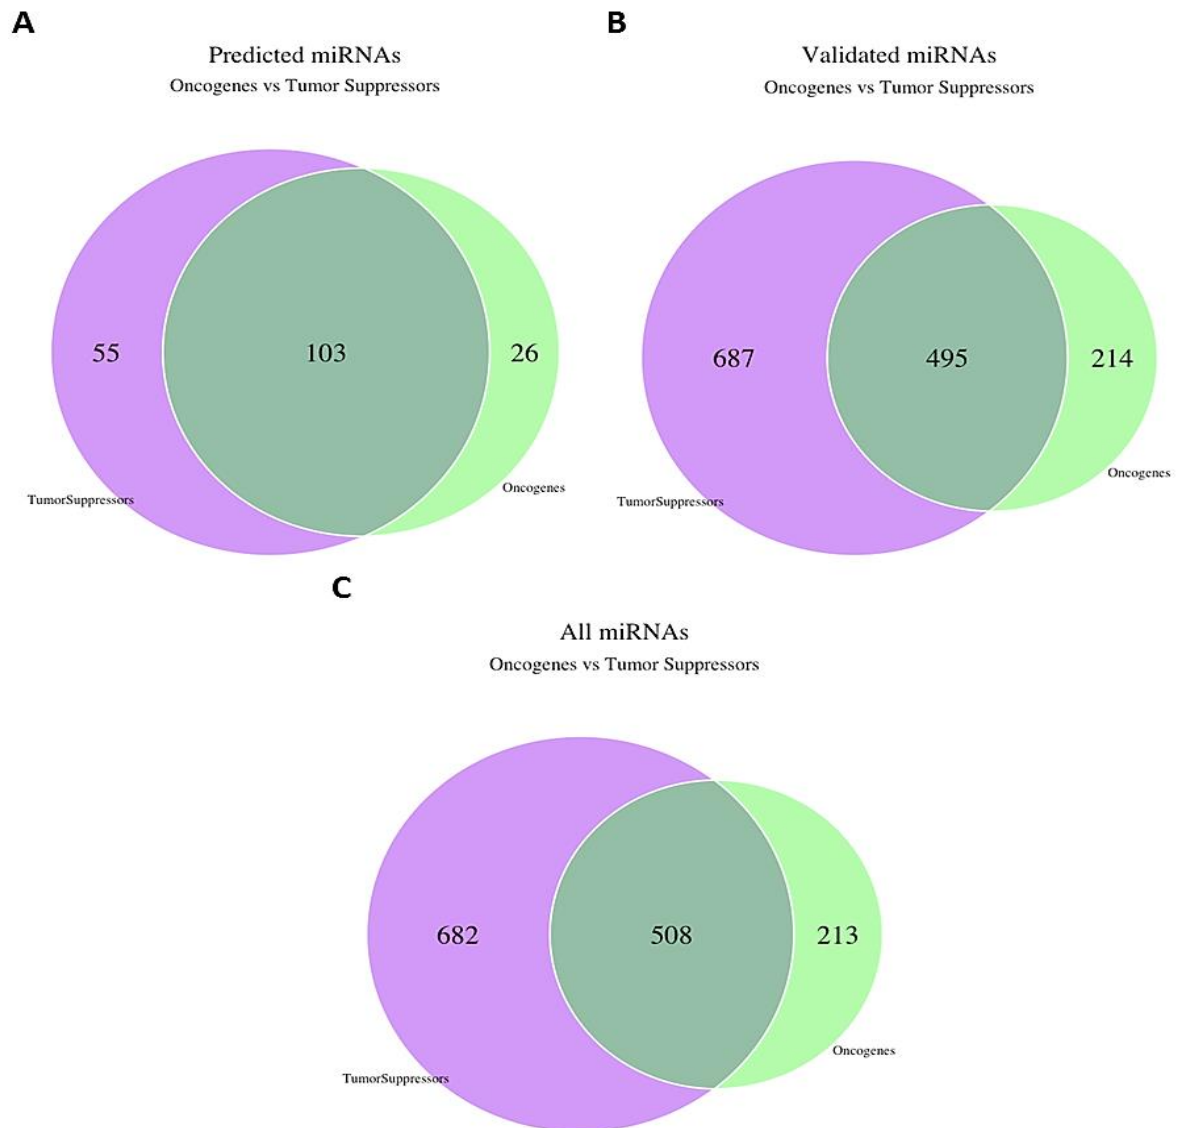 A
Predicted miRNAs
Oncogenes vs Tumor Suppressors
55
103
26
TumorSuppressors
Oncogenes
B
Validated miRNAs
Oncogenes vs Tumor Suppressors
687
495
214
TumorSuppressors
Oncogenes
C
All miRNAs
Oncogenes vs Tumor Suppressors
682
508
213
TumorSuppressors
Oncogenes